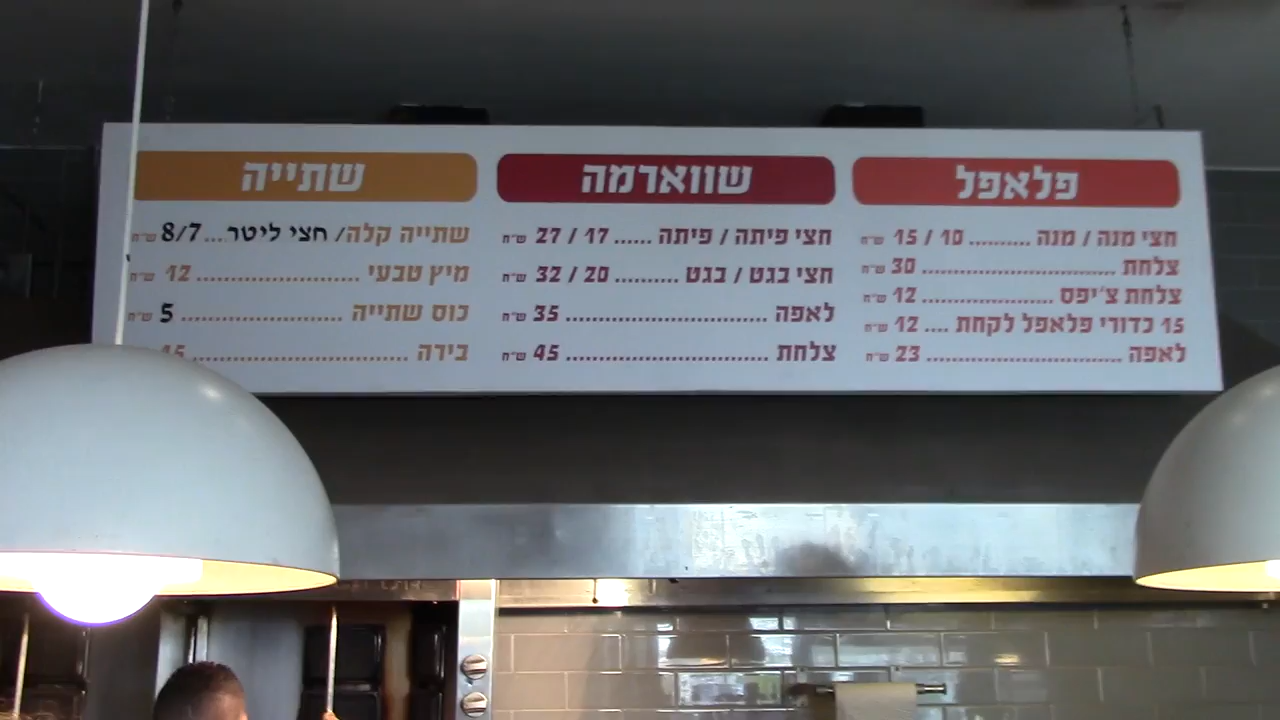 פלאפל
חצי מנה / מנה .......... 10 / 15 ש״ח
צלחת ................................ 30 ש״ח
צלחת צ׳יפס ...................... 12 ש״ח
15 כדורי פלאפל לקחת .... 12 ש״ח
לאפה ................................ 23 ש״ח
שווארמה
חצי פיתה / פיתה ...... 17 / 27 ש״ח
חצי בגט / בגט .......... 20 / 32 ש״ח
לאפה ................................. 35 ש״ח
צלחת ................................. 45 ש״ח
שתייה
שתייה קלה/ חצי ליטר ....8/7 ש״ח
מיץ טבעי ........................... 12 ש״ח
כוס שתייה ........................... 5 ש״ח
בירה .................................... 15